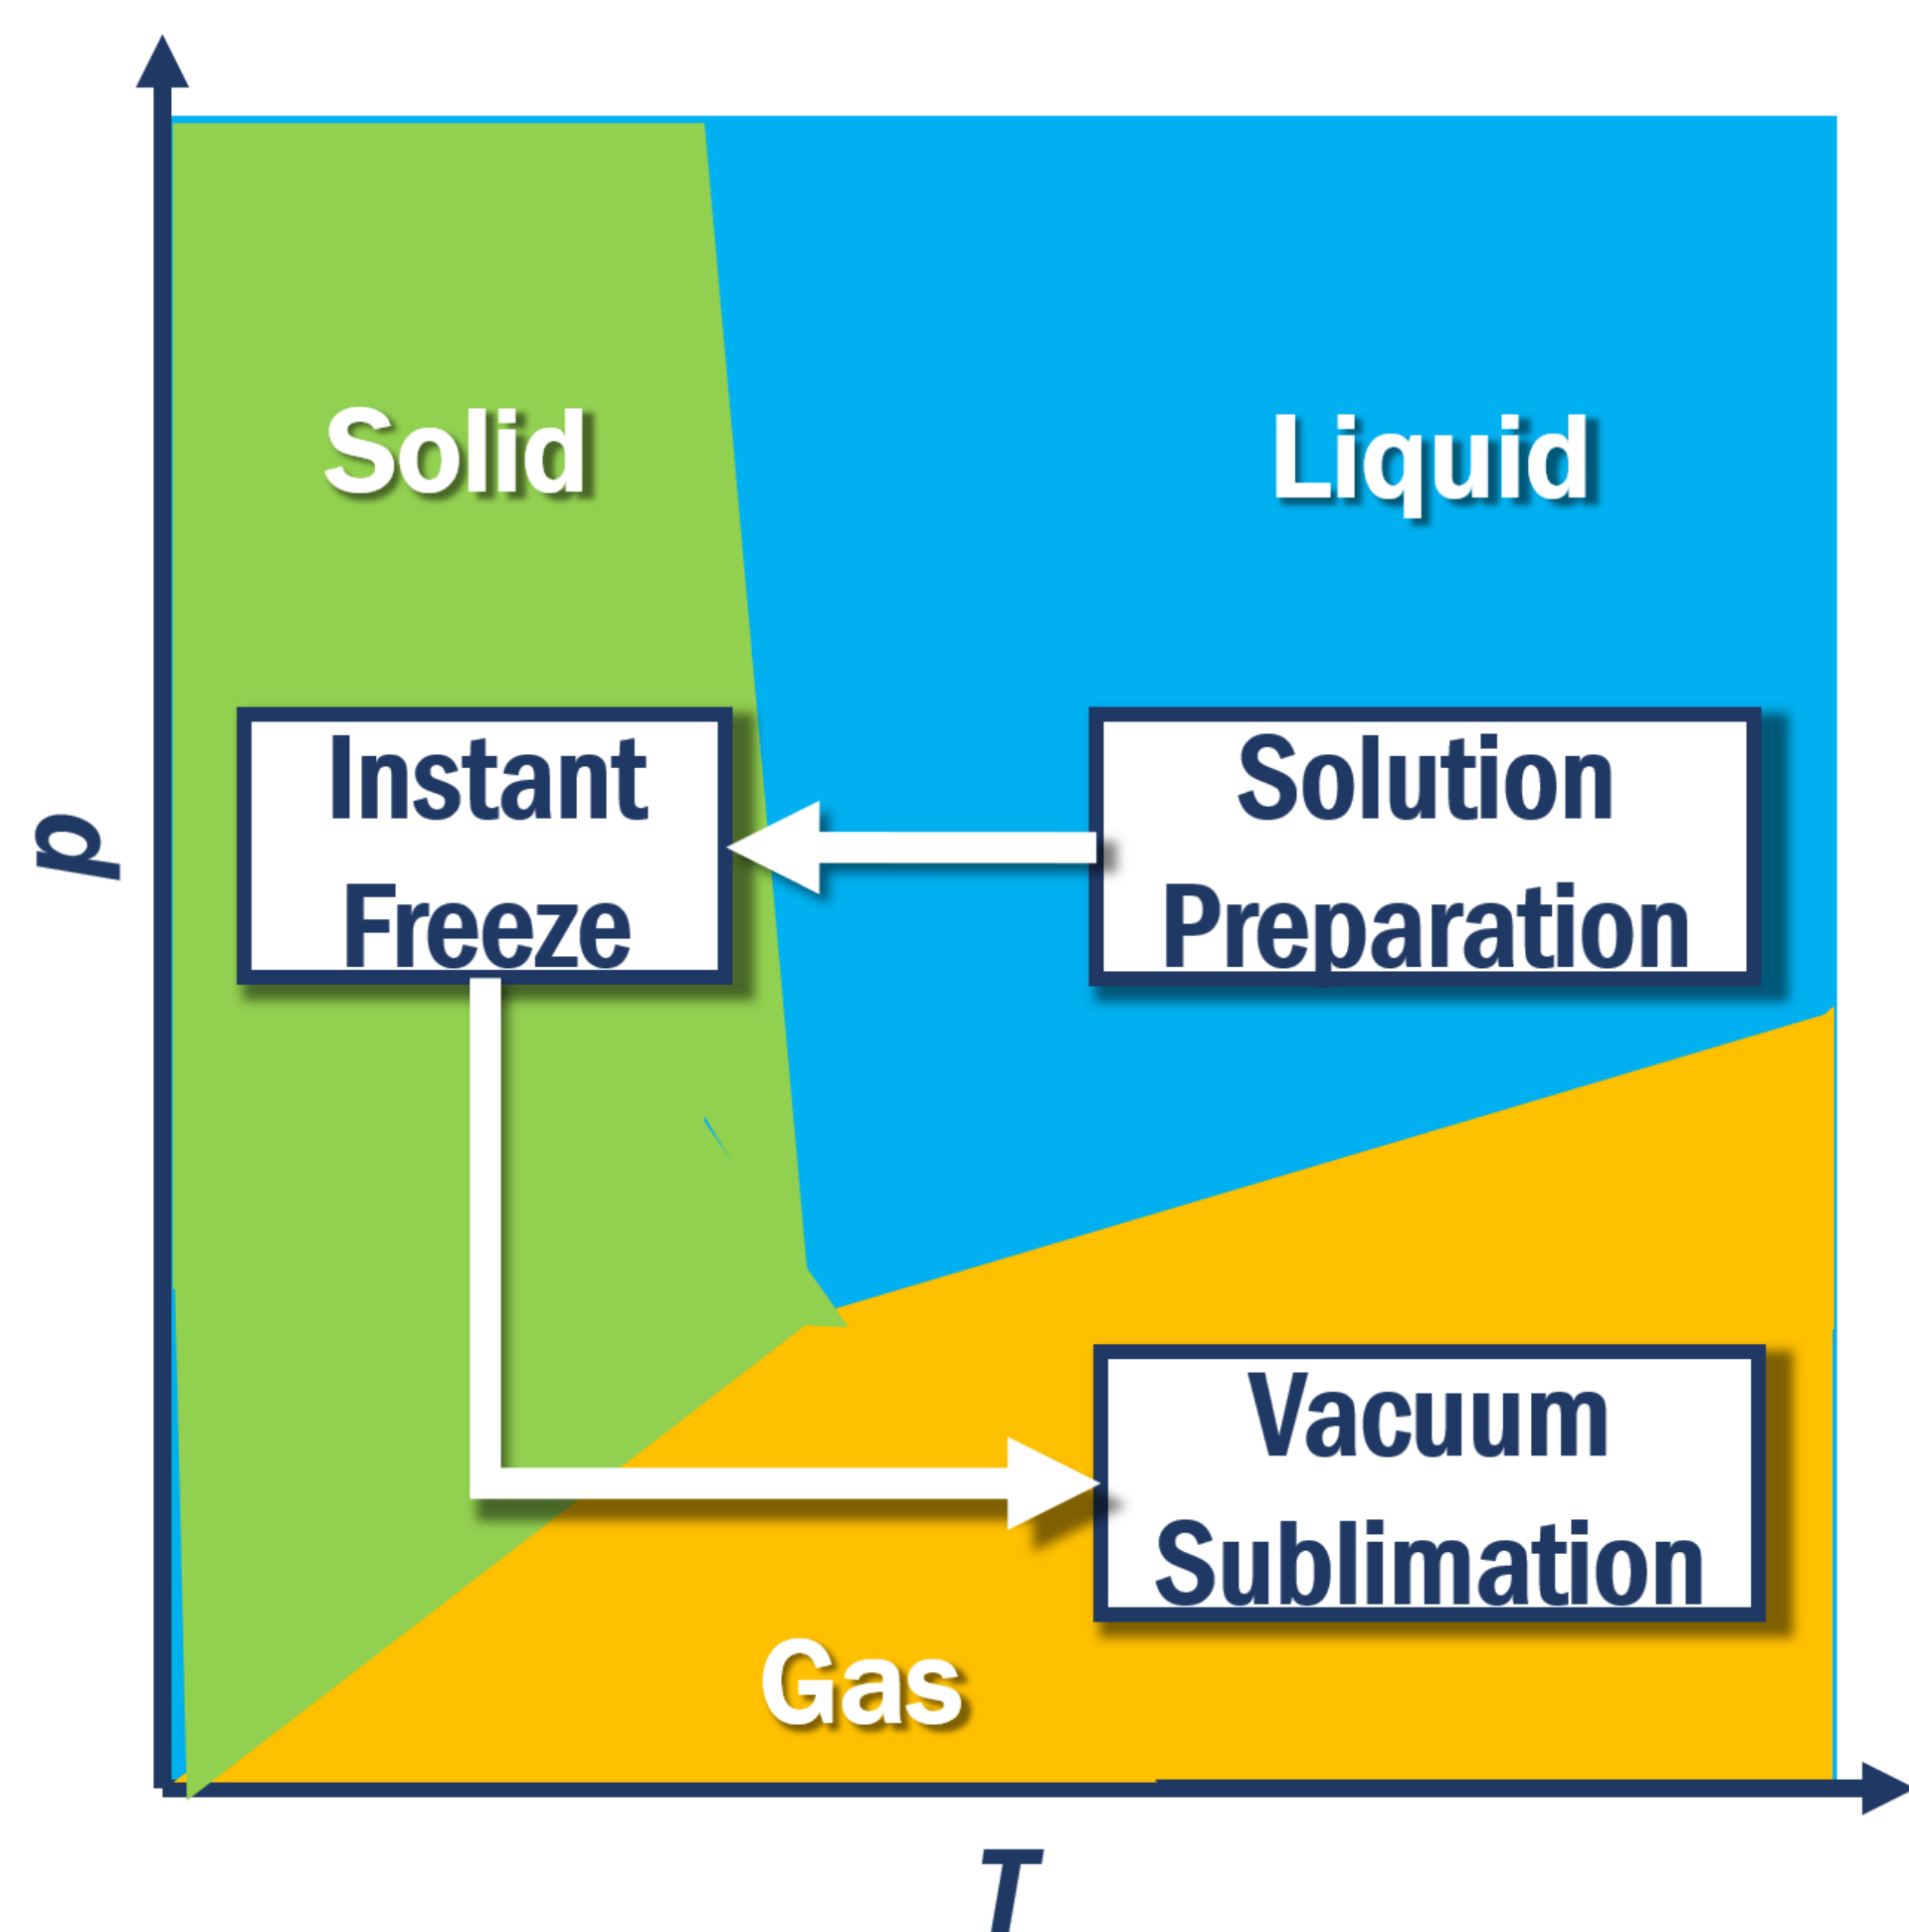 Solid
Liquid
Instant
Freeze
Solution
Preparation
p
Vacuum
Sublimation
Gas
T